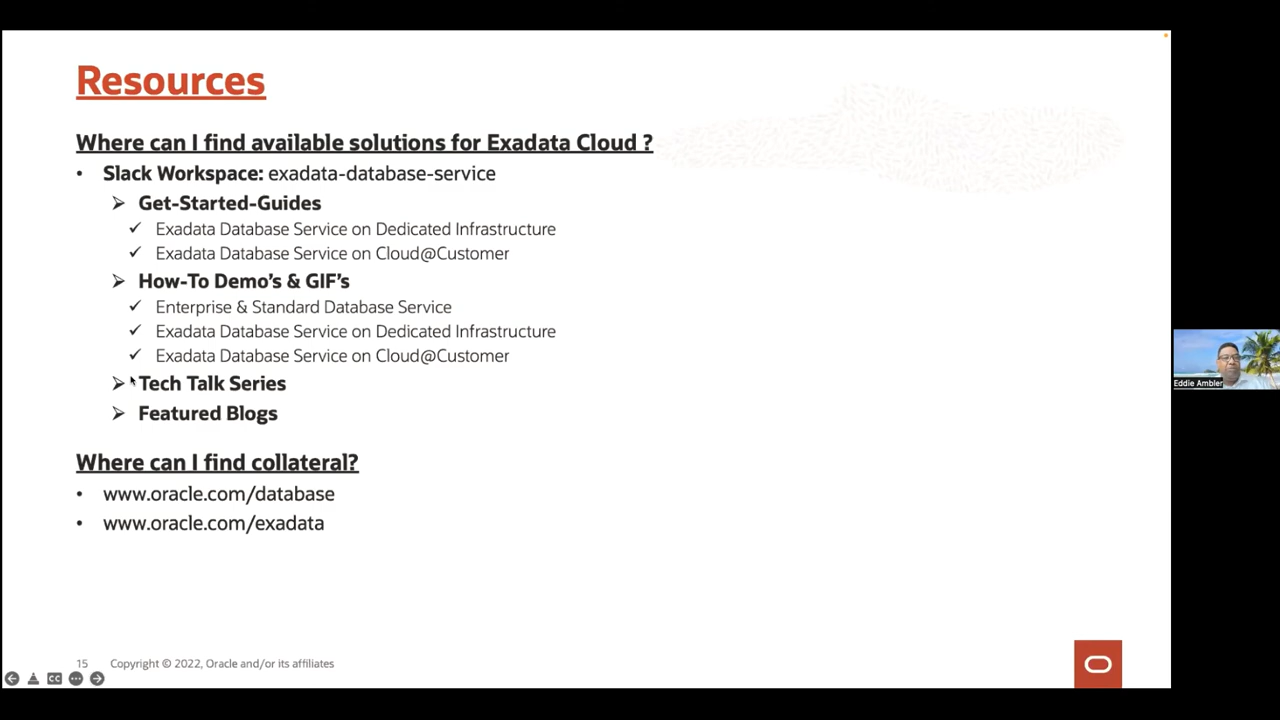 Resources
Where can I find available solutions for Exadata Cloud ?
• Slack Workspace: exadata-database-service
➢ Get-Started-Guides
✓ Exadata Database Service on Dedicated Infrastructure
✓ Exadata Database Service on Cloud@Customer
➢ How-To Demo’s & GIF’s
✓ Enterprise & Standard Database Service
✓ Exadata Database Service on Dedicated Infrastructure
✓ Exadata Database Service on Cloud@Customer
➢ Tech Talk Series
➢ Featured Blogs
Where can I find collateral?
• www.oracle.com/database
• www.oracle.com/exadata
Eddie Ambler
15 Copyright © 2022, Oracle and/or its affiliates
CC